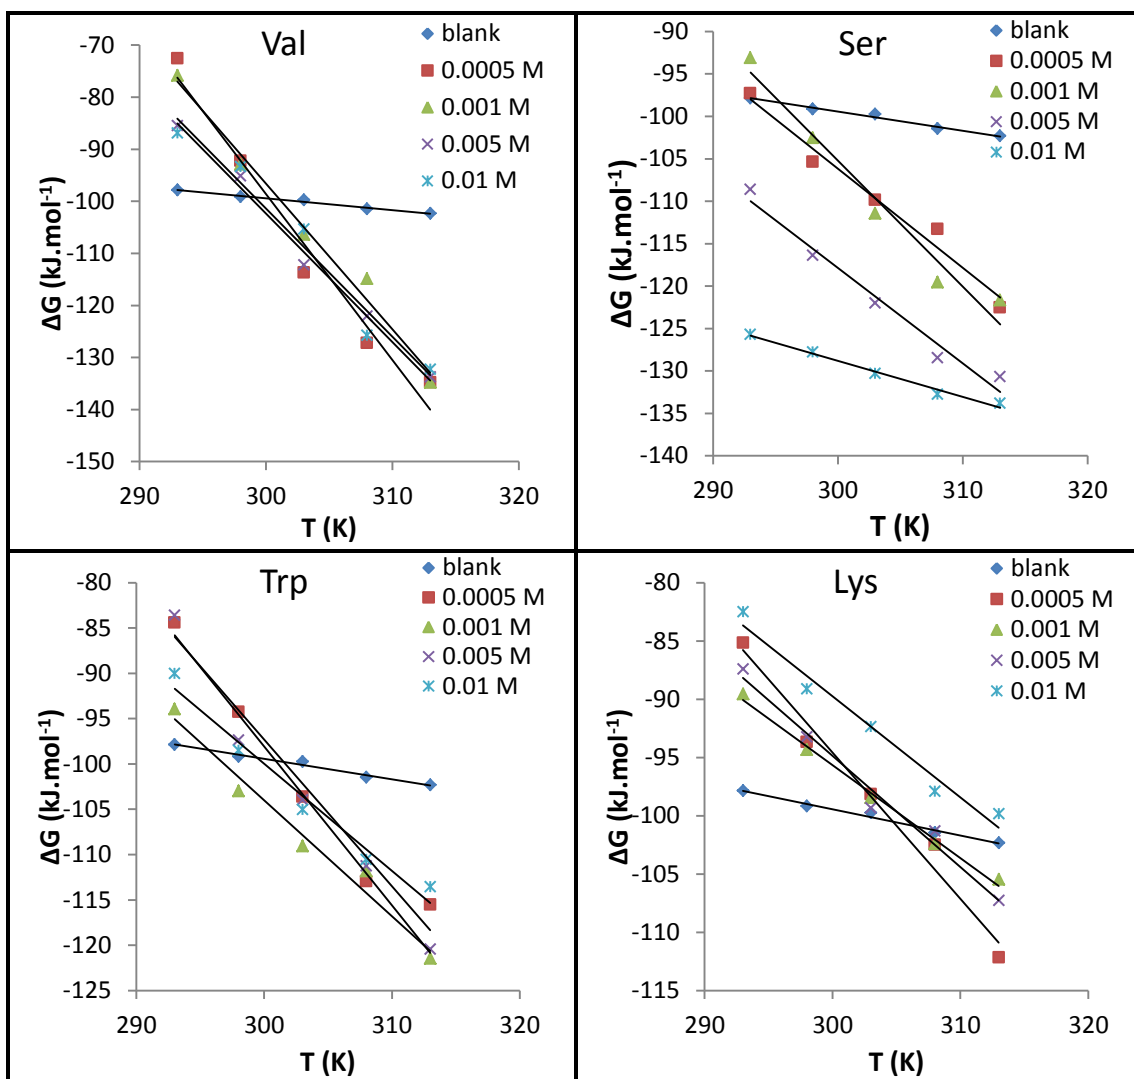 Val
blank
0.0005 M
0.001 M
0.005 M
0.01 M
-70
-80
-90
-100
-110
-120
-130
-140
-150
290 300 310 320
ΔG (kJ.mol-1)
T (K)
Ser
blank
0.0005 M
0.001 M
0.005 M
0.01 M
-90
-95
-100
-105
-110
-115
-120
-125
-130
-135
-140
290 300 310 320
ΔG (kJ.mol-1)
T (K)
Trp
blank
0.0005 M
0.001 M
0.005 M
0.01 M
-80
-85
-90
-95
-100
-105
-110
-115
-120
-125
290 300 310 320
ΔG (kJ.mol-1)
T (K)
Lys
blank
0.0005 M
0.001 M
0.005 M
0.01 M
-80
-85
-90
-95
-100
-105
-110
-115
290 300 310 320
ΔG (kJ.mol-1)
T (K)